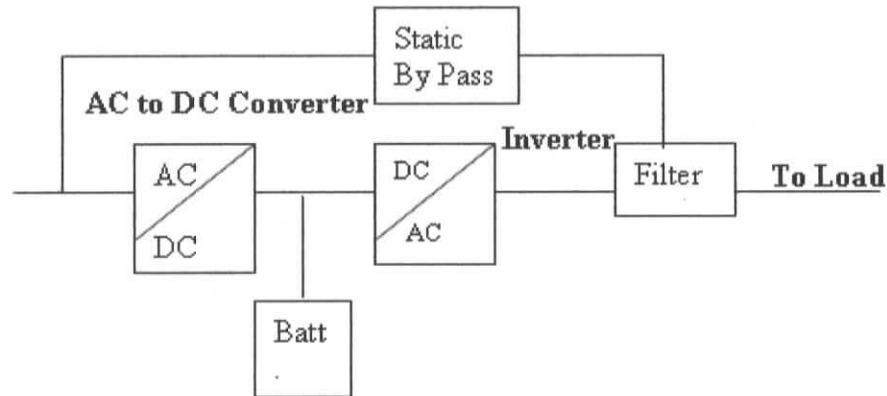 Static
By Pass
AC to DC Converter
Inverter
AC
DC
DC
AC
Filter
To Load
Batt